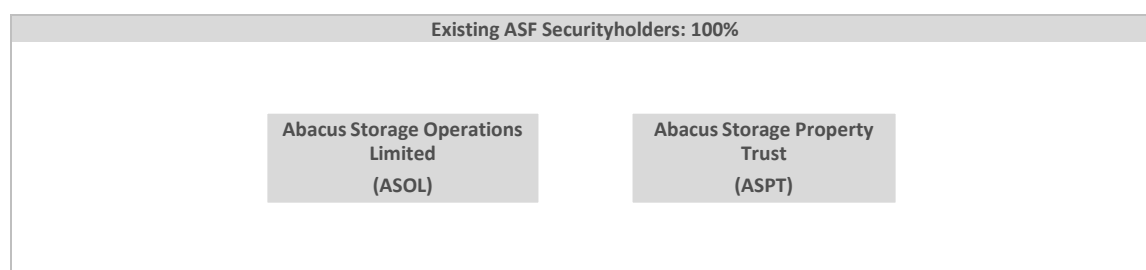 Existing ASF Securityholders: 100%
Abacus Storage Operations
Limited
(ASOL)
Abacus Storage Property
Trust
(ASPT)